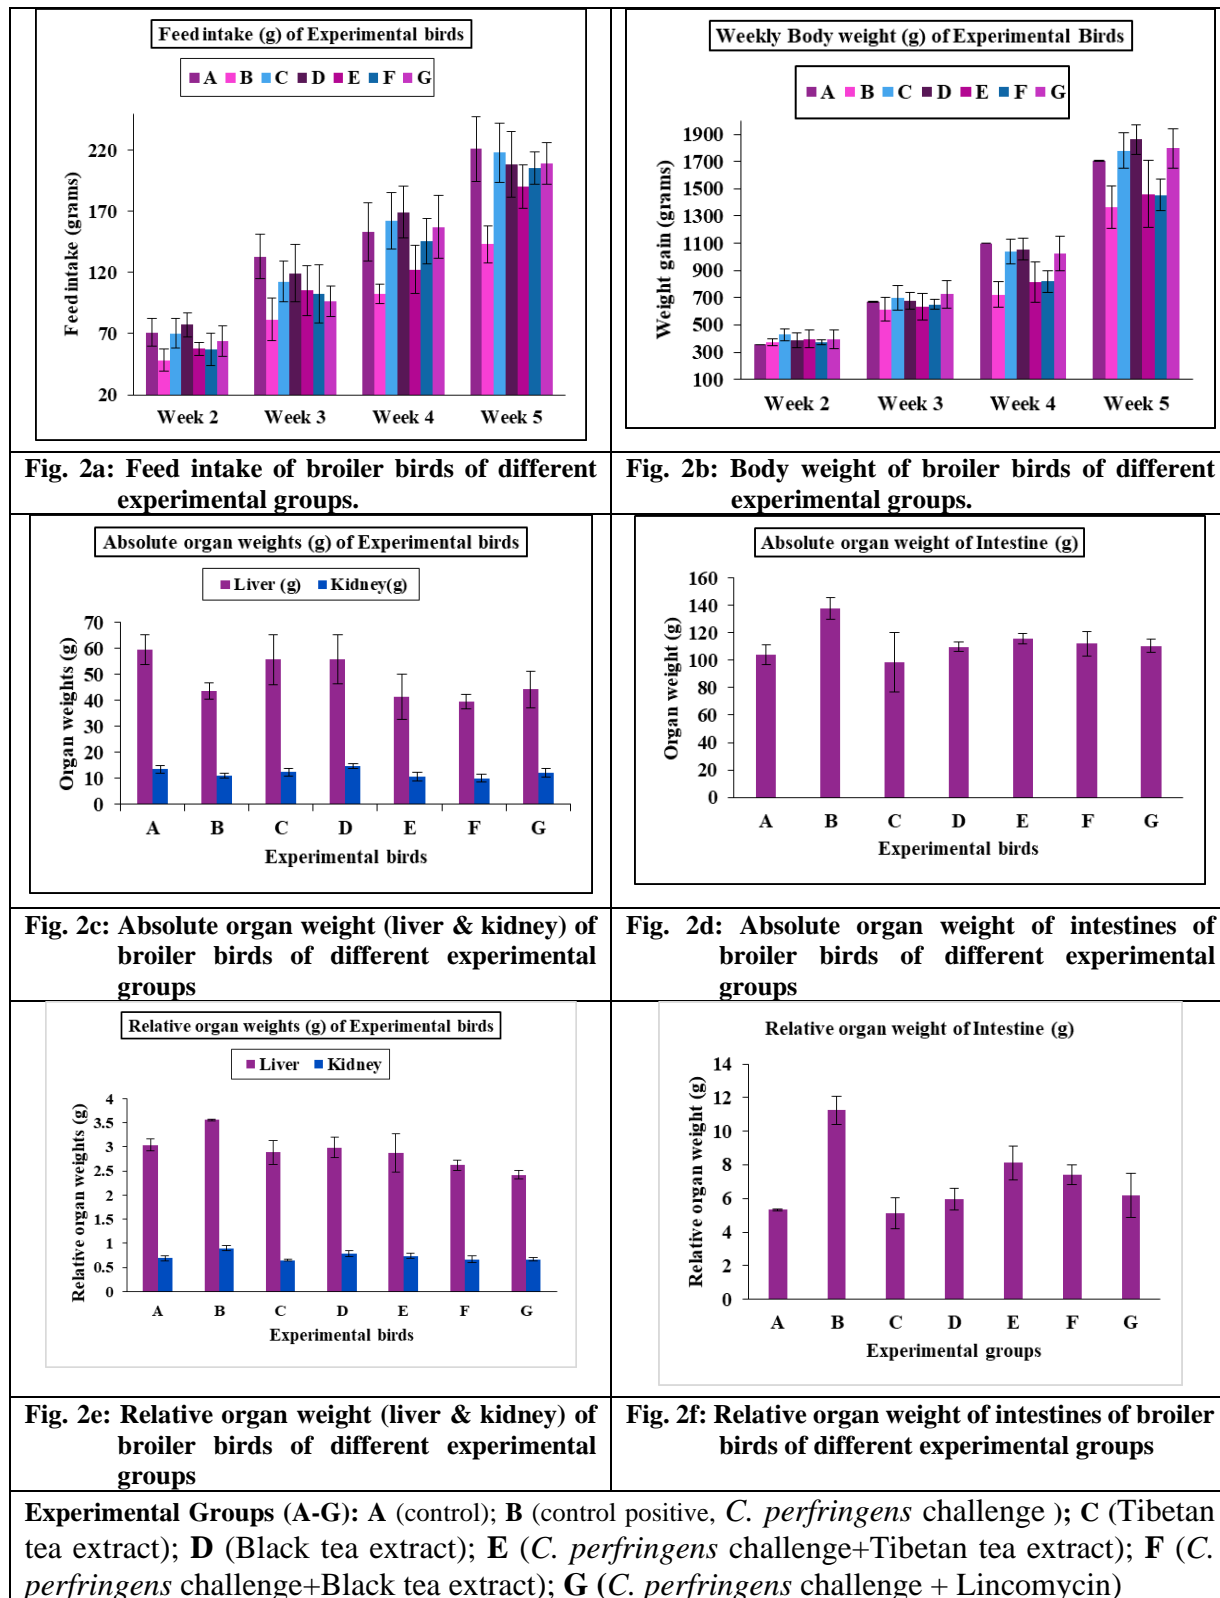 Feed intake (g) of Experimental birds
A B C D E F G
Feed intake (grams)
220
170
120
70
20
Week 2 Week 3 Week 4 Week 5
Fig. 2a: Feed intake of broiler birds of different
experimental groups.
Weekly Body weight (g) of Experimental Birds
A B C D E F G
Weight gain (grams)
1900
1700
1500
1300
1100
900
700
500
300
100
Week 2 Week 3 Week 4 Week 5
Fig. 2b: Body weight of broiler birds of different
experimental groups.
Absolute organ weights (g) of Experimental birds
Liver (g) Kidney(g)
Organ weights (g)
70
60
50
40
30
20
10
0
A B C D E F G
Experimental birds
Fig. 2c: Absolute organ weight (liver & kidney) of
broiler birds of different experimental
groups
Absolute organ weight of Intestine (g)
Organ weight (g)
160
140
120
100
80
60
40
20
0
A B C D E F G
Experimental birds
Fig. 2d: Absolute organ weight of intestines of
broiler birds of different experimental
groups
Relative organ weights (g) of Experimental birds
Liver Kidney
Relative organ weights (g)
4
3.5
3
2.5
2
1.5
1
0.5
0
A B C D E F G
Experimental birds
Fig. 2e: Relative organ weight (liver & kidney) of
broiler birds of different experimental
groups
Relative organ weight of Intestine (g)
Relative organ weight (g)
14
12
10
8
6
4
2
0
A B C D E F G
Experimental groups
Fig. 2f: Relative organ weight of intestines of broiler
birds of different experimental groups
Experimental Groups (A-G): A (control); B (control positive, C. perfringens challenge ); C (Tibetan
tea extract); D (Black tea extract); E (C. perfringens challenge+Tibetan tea extract); F (C.
perfringens challenge+Black tea extract); G (C. perfringens challenge + Lincomycin)